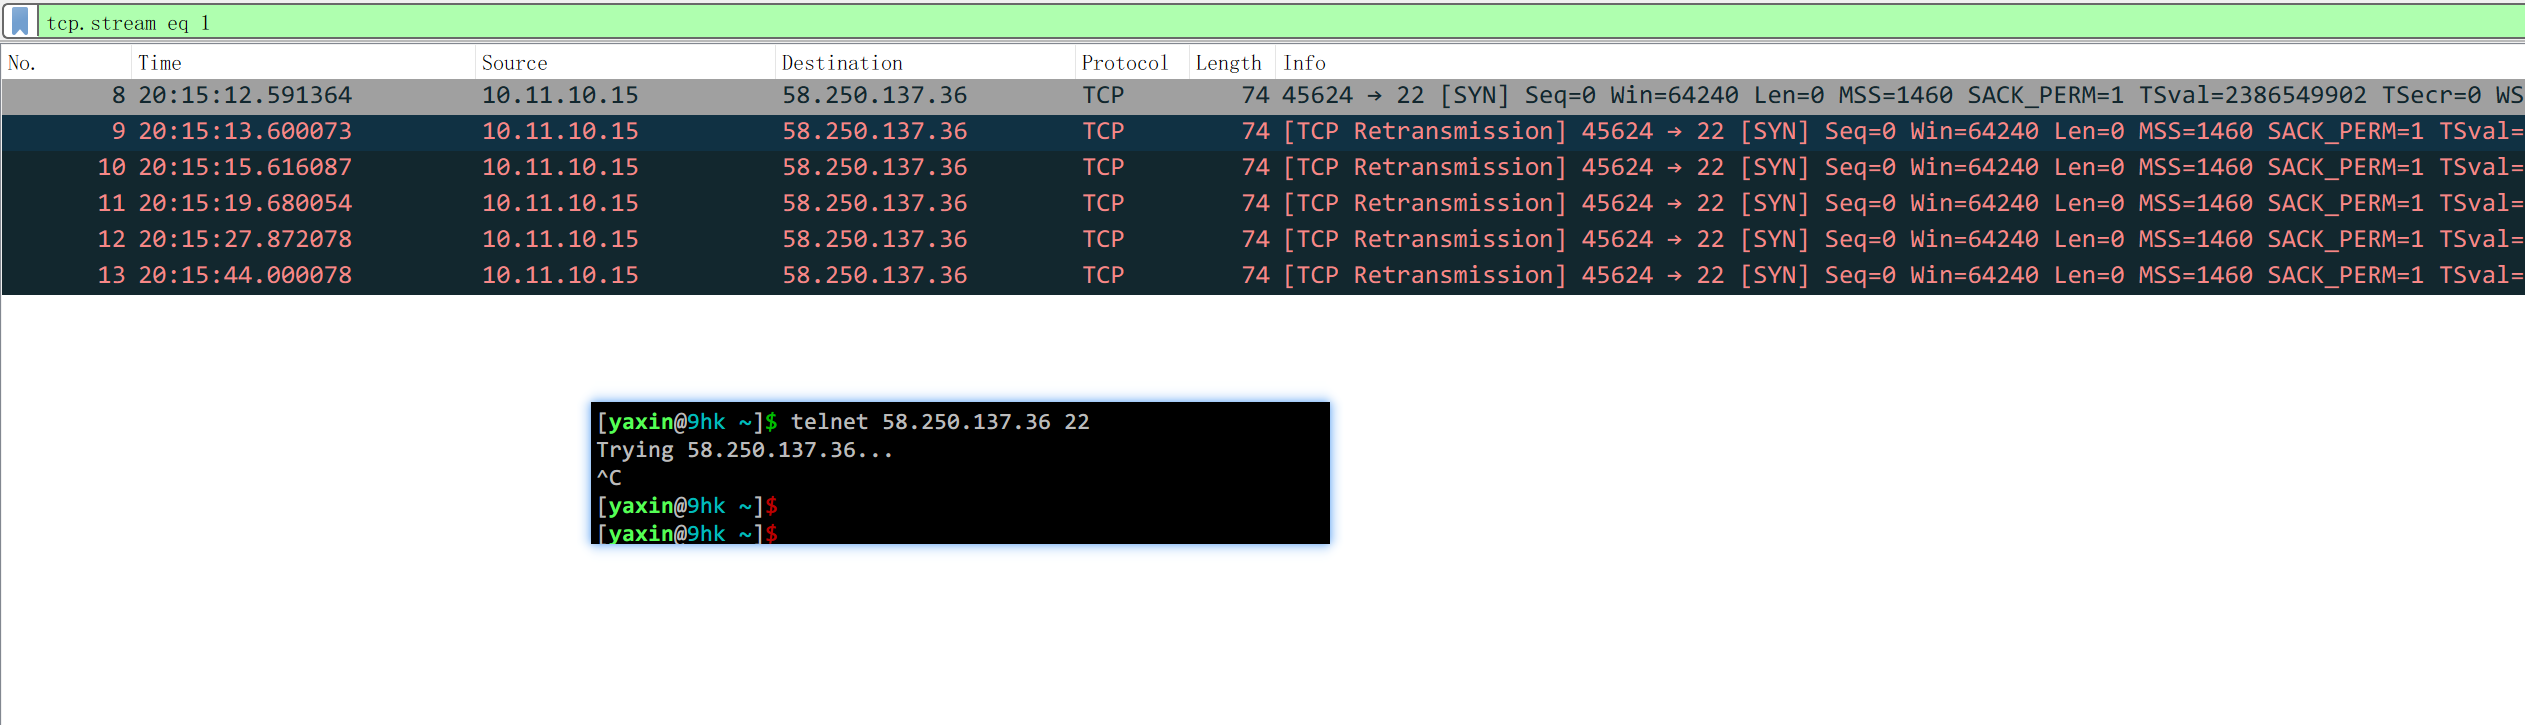 tcp.stream eq 1
No. Time Source Destination Protocol Length Info
8 20:15:12.591364 10.11.10.15 58.250.137.36 TCP 74 45624 → 22 [SYN] Seq=0 Win=64240 Len=0 MSS=1460 SACK_PERM=1 TSval=2386549902 TSecr=0 WS
9 20:15:13.600073 10.11.10.15 58.250.137.36 TCP 74 [TCP Retransmission] 45624 → 22 [SYN] Seq=0 Win=64240 Len=0 MSS=1460 SACK_PERM=1 TSval=
10 20:15:15.616087 10.11.10.15 58.250.137.36 TCP 74 [TCP Retransmission] 45624 → 22 [SYN] Seq=0 Win=64240 Len=0 MSS=1460 SACK_PERM=1 TSval=
11 20:15:19.680054 10.11.10.15 58.250.137.36 TCP 74 [TCP Retransmission] 45624 → 22 [SYN] Seq=0 Win=64240 Len=0 MSS=1460 SACK_PERM=1 TSval=
12 20:15:27.872078 10.11.10.15 58.250.137.36 TCP 74 [TCP Retransmission] 45624 → 22 [SYN] Seq=0 Win=64240 Len=0 MSS=1460 SACK_PERM=1 TSval=
13 20:15:44.000078 10.11.10.15 58.250.137.36 TCP 74 [TCP Retransmission] 45624 → 22 [SYN] Seq=0 Win=64240 Len=0 MSS=1460 SACK_PERM=1 TSval=
[yaxin@9hk ~]$ telnet 58.250.137.36 22
Trying 58.250.137.36...
^C
[yaxin@9hk ~]$
[yaxin@9hk ~]$